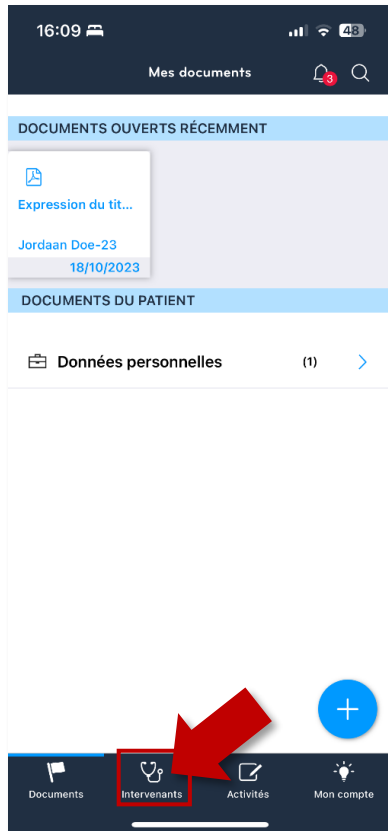 16:09
48
Mes documents
3
DOCUMENTS OUVERTS RÉCEMMENT
Expression du tit...
Jordaan Doe-23
18/10/2023
DOCUMENTS DU PATIENT
Données personnelles (1)
Documents Intervenants Activités Mon compte